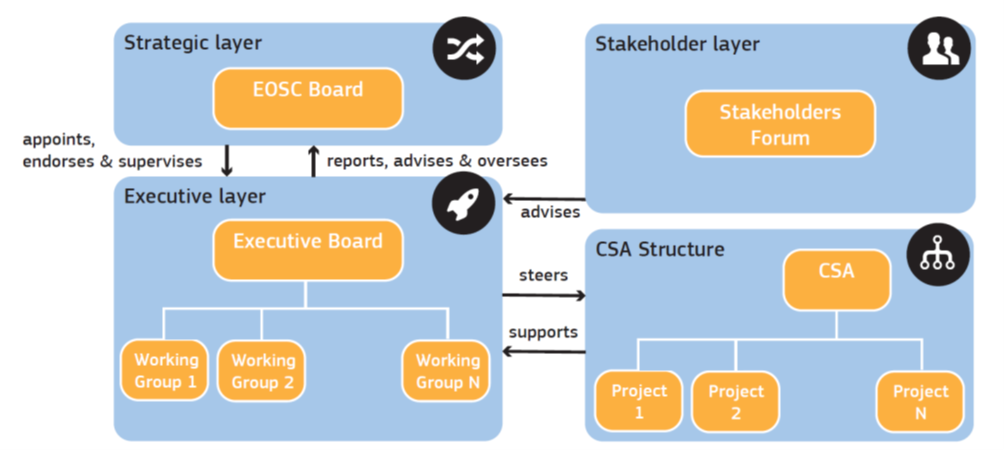 Strategic layer
EOSC Board
appoints,
endorses & supervises
reports, advises & oversees
Executive layer
Executive Board
Working
Group 1
Working
Group 2
Working
Group N
Stakeholder layer
Stakeholders
Forum
advises
steers
supports
CSA Structure
CSA
Project
1
Project
2
Project
N